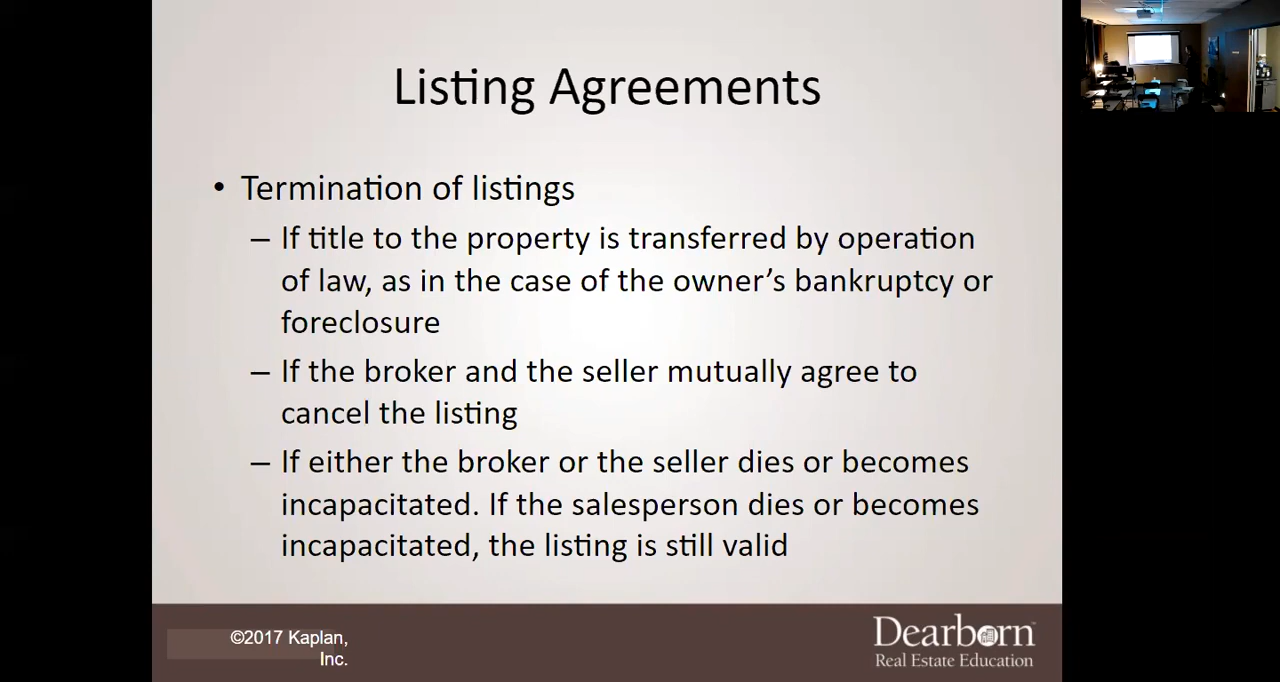 Listing Agreements
• Termination of listings
– If title to the property is transferred by operation
of law, as in the case of the owner’s bankruptcy or
foreclosure
– If the broker and the seller mutually agree to
cancel the listing
– If either the broker or the seller dies or becomes
incapacitated. If the salesperson dies or becomes
incapacitated, the listing is still valid
©2017 Kaplan,
Inc.
Dearborn™
Real Estate Education